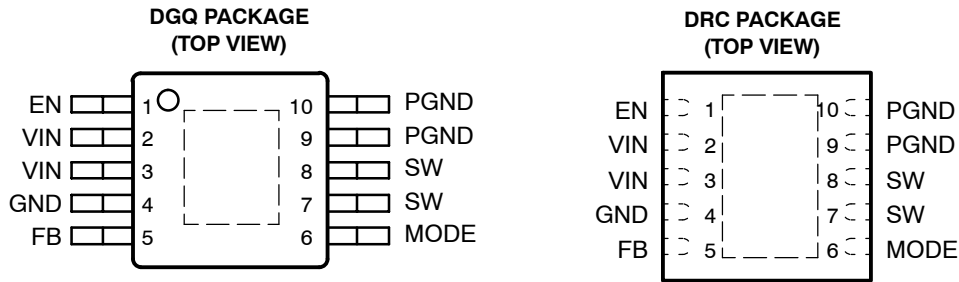 DGQ PACKAGE
(TOP VIEW)
EN 1 10 PGND
VIN 2 9 PGND
VIN 3 8 SW
GND 4 7 SW
FB 5 6 MODE
DRC PACKAGE
(TOP VIEW)
EN 1 10 PGND
VIN 2 9 PGND
VIN 3 8 SW
GND 4 7 SW
FB 5 6 MODE